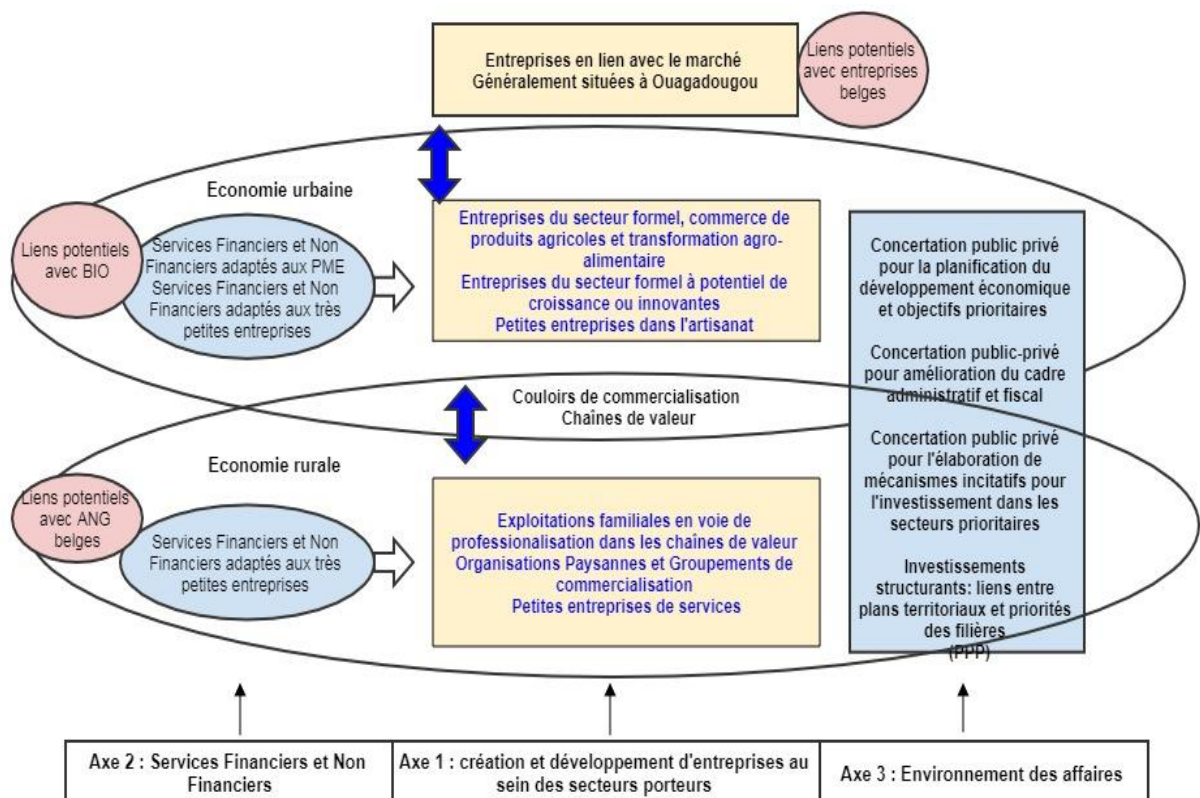 Entreprises en lien avec le marché
Généralement situées à Ouagadougou
Liens potentiels
avec entreprises
belges
Economie urbaine
Liens potentiels
avec BIO
Services Financiers et Non
Financiers adaptés aux PME
Services Financiers et Non
Financiers adaptés aux très
petites entreprises
Entreprises du secteur formel, commerce de
produits agricoles et transformation agro-
alimentaire
Entreprises du secteur formel à potentiel de
croissance ou innovantes
Petites entreprises dans l'artisanat
Concertation public privé
pour la planification du
développement économique
et objectifs prioritaires
Concertation public-privé
pour amélioration du cadre
administratif et fiscal
Concertation public privé
pour l'élaboration de
mécanismes incitatifs pour
l'investissement dans les
secteurs prioritaires
Investissements
structurants: liens entre
plans territoriaux et priorités
des filières
(PPP)
Couloirs de commercialisation
Chaînes de valeur
Economie rurale
Liens potentiels
avec ANG
belges
Services Financiers et Non
Financiers adaptés aux très
petites entreprises
Exploitations familiales en voie de
professionalisation dans les chaînes de valeur
Organisations Paysannes et Groupements de
commercialisation
Petites entreprises de services
Axe 2 : Services Financiers et Non
Financiers
Axe 1 : création et développement d'entreprises au
sein des secteurs porteurs
Axe 3 : Environnement des affaires